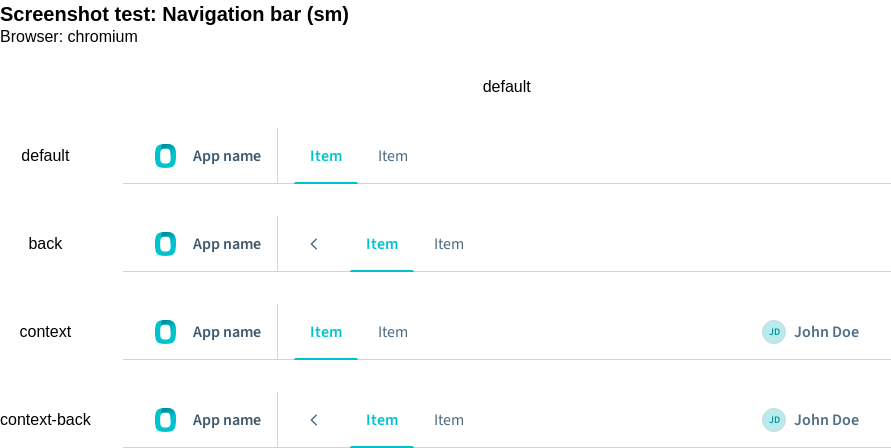 Screenshot test: Navigation bar (sm)
Browser: chromium
default
default App name Item Item
back App name Item Item
context App name Item Item JD John Doe
context-back App name Item Item JD John Doe